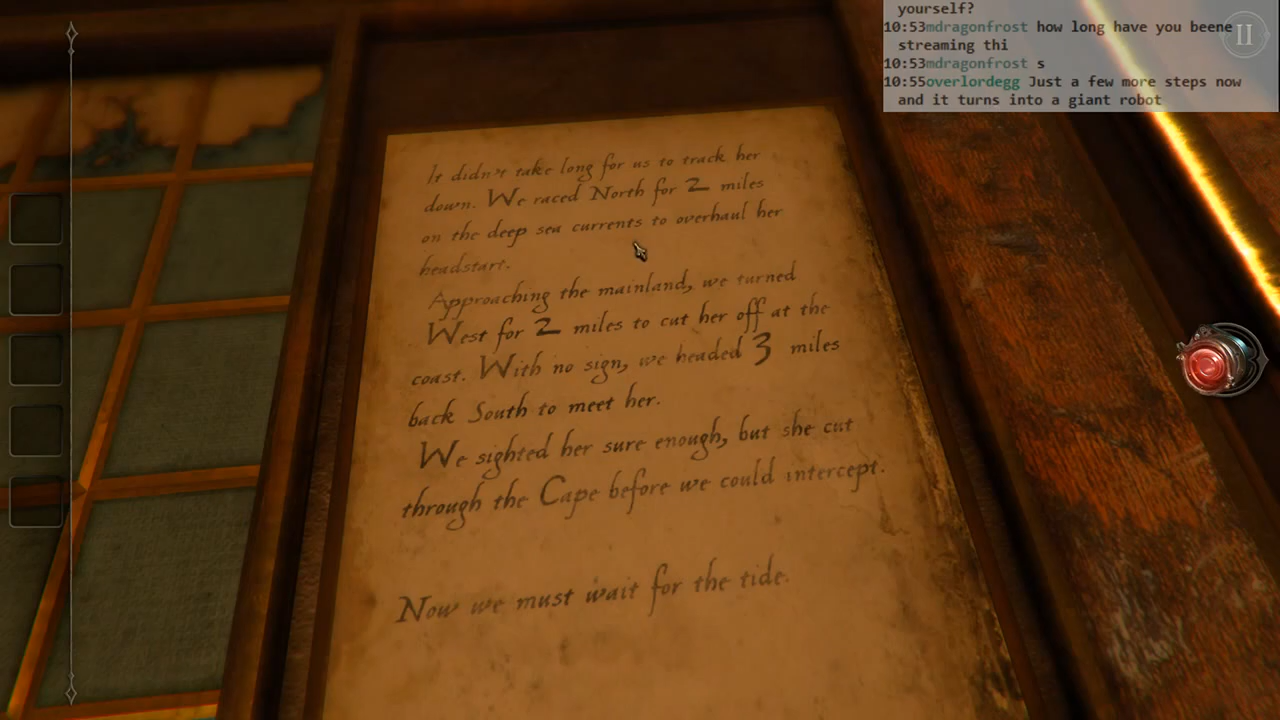 yourself?
10:53mdragonfrost how long have you beene
streaming thi
10:53mdragonfrost s
10:55overlordegg Just a few more steps now
and it turns into a giant robot
II
It didn't take long for us to track her
down. We raced North for 2 miles
on the deep sea currents to overhaul her
headstart.
Approaching the mainland, we turned
West for 2 miles to cut her off at the
coast. With no sign, we headed 3 miles
back South to meet her.
We sighted her sure enough, but she cut
through the Cape before we could intercept.
Now we must wait for the tide.